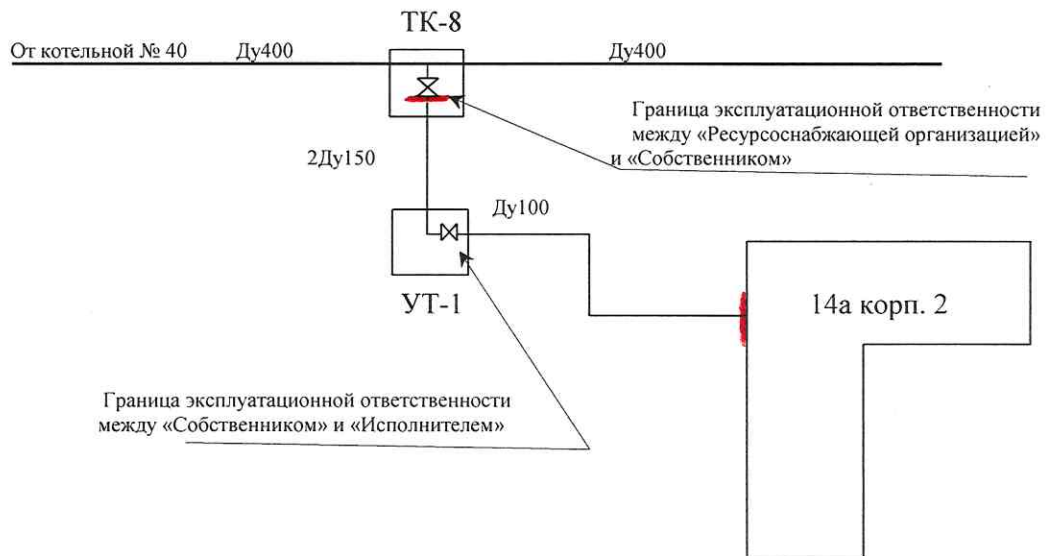 ТК-8
От котельной № 40
Ду400
Ду400
Граница эксплуатационной ответственности
между «Ресурсоснабжающей организацией»
и «Собственником»
2Ду150
Ду100
УТ-1
14а корп. 2
Граница эксплуатационной ответственности
между «Собственником» и «Исполнителем»